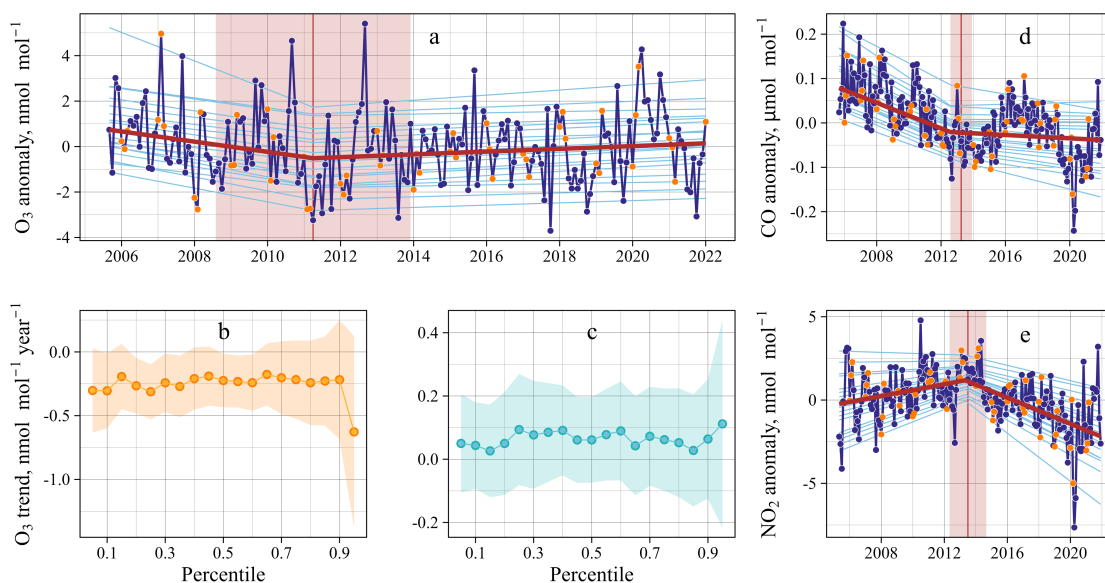 a
O₃ anomaly, nmol mol⁻¹
4
2
0
-2
-4
2006 2008 2010 2012 2014 2016 2018 2020 2022
d
CO anomaly, µmol mol⁻¹
0.2
0.1
0.0
-0.1
-0.2
2008 2012 2016 2020
b
O₃ trend, nmol mol⁻¹ year⁻¹
0.0
-0.5
-1.0
0.1 0.3 0.5 0.7 0.9
Percentile
c
0.4
0.2
0.0
-0.2
0.1 0.3 0.5 0.7 0.9
Percentile
e
NO₂ anomaly, nmol mol⁻¹
5
0
-5
2008 2012 2016 2020